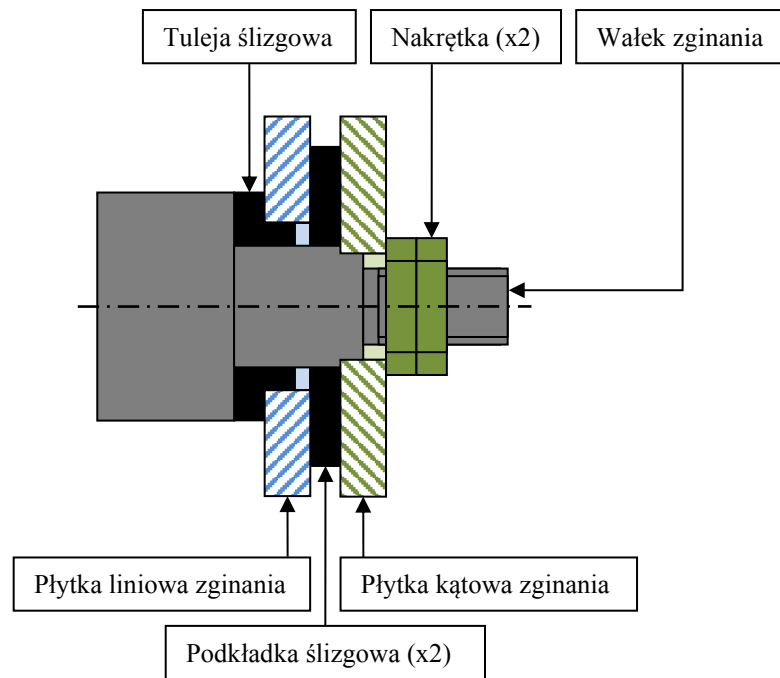 Tuleja ślizgowa
Nakrętka (x2)
Wałek zginania
Płytka liniowa zginania
Płytka kątowa zginania
Podkładka ślizgowa (x2)